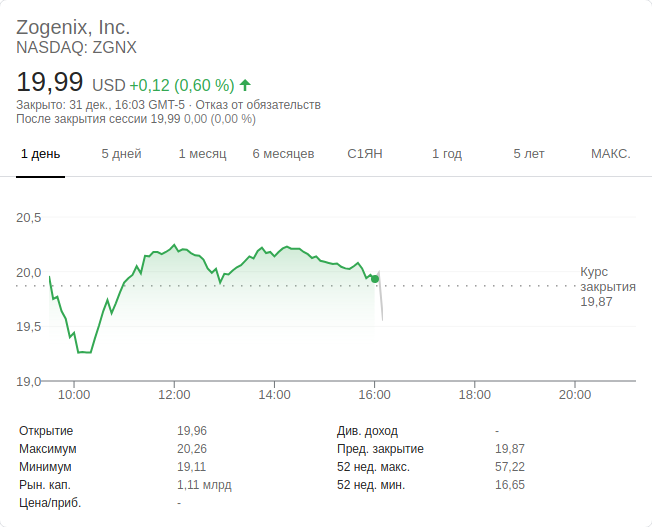 Zogenix, Inc.
NASDAQ: ZGNX
19,99 USD +0,12 (0,60 %)
Закрыто: 31 дек., 16:03 GMT-5 · Отказ от обязательств
После закрытия сессии 19,99 0,00 (0,00 %)
1 день 5 дней 1 месяц 6 месяцев С1ЯН 1 год 5 лет МАКС.
20,5
20,0
Курс
закрытия
19,87
19,5
19,0
10:00 12:00 14:00 16:00 18:00 20:00
Открытие 19,96 Див. доход -
Максимум 20,26 Пред. закрытие 19,87
Минимум 19,11 52 нед. макс. 57,22
Рын. кап. 1,11 млрд 52 нед. мин. 16,65
Цена/приб. -